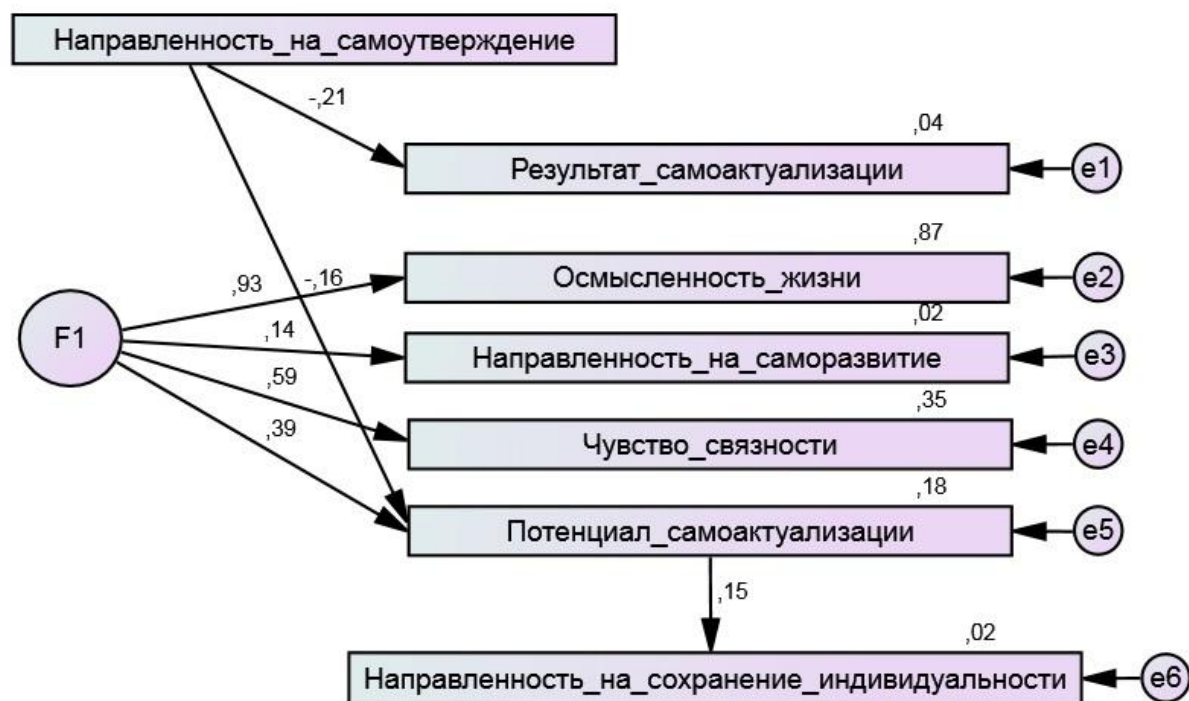 Направленность_на_самоутверждение
-,21
,04
Результат_самоактуализации
e1
,87
Осмысленность_жизни
e2
,93
-,16
,02
F1
,14
Направленность_на_саморазвитие
e3
,59
,35
Чувство_связности
e4
,39
,18
Потенциал_самоактуализации
e5
,15
,02
Направленность_на_сохранение_индивидуальности
e6